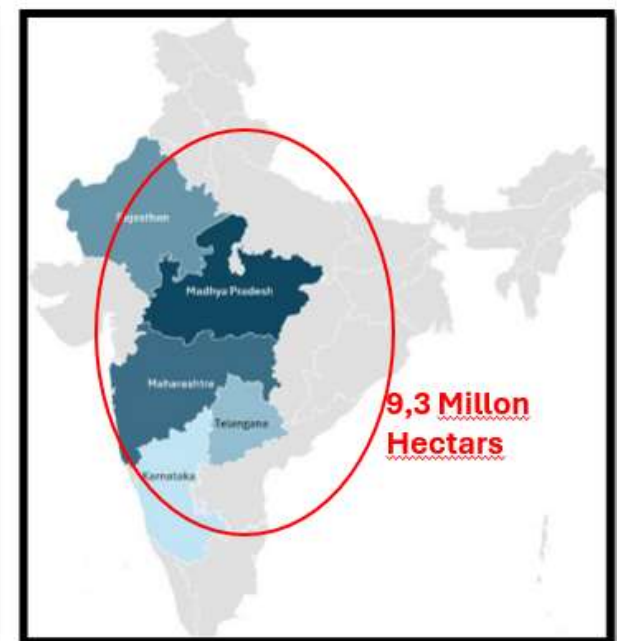 Rajasthan
Madhya Pradesh
Maharashtra
Telangana
Karnataka
9,3 Millon
Hectars